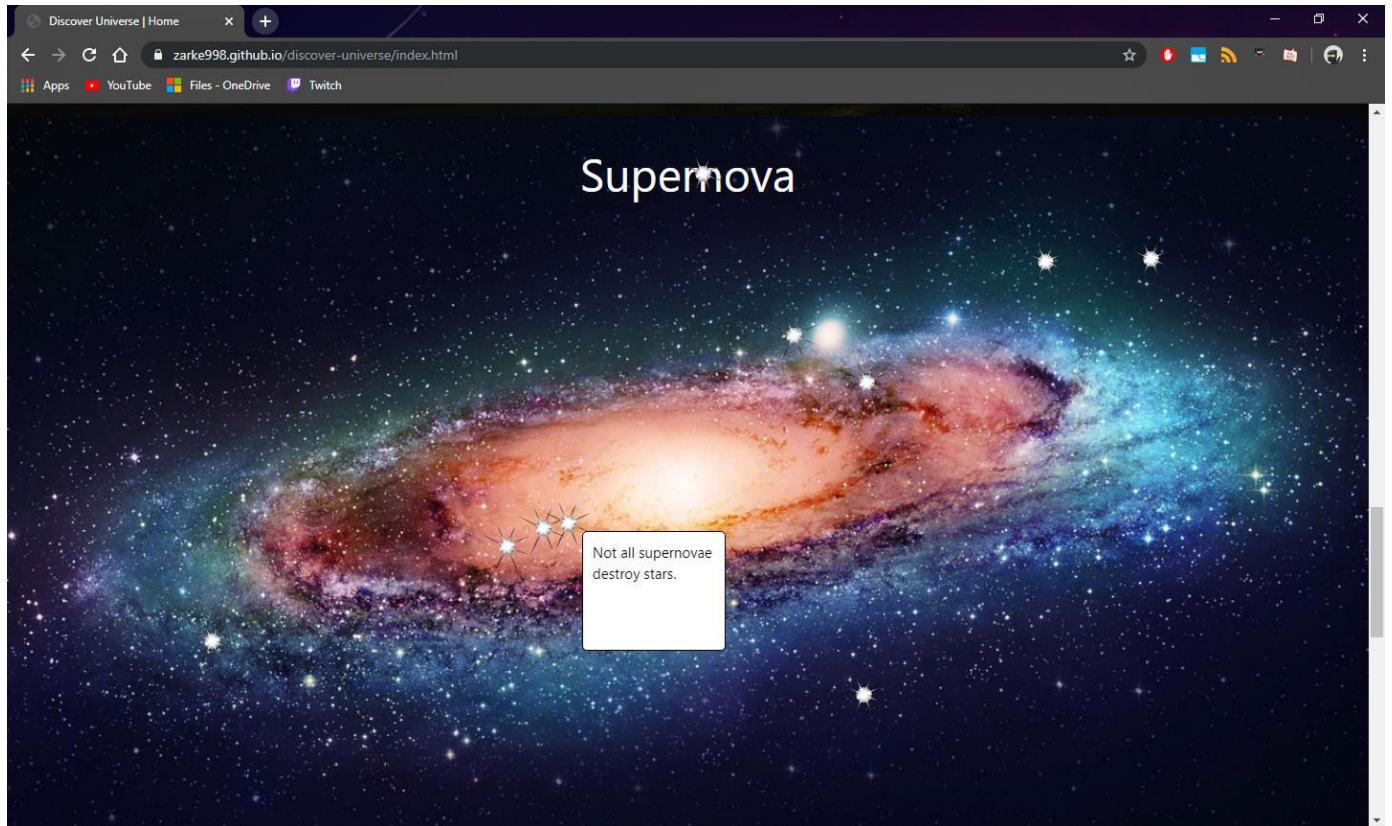 Discover Universe | Home
zarke998.github.io/discover-universe/index.html
Apps YouTube Files - OneDrive Twitch
Supernova
Not all supernovae
destroy stars.